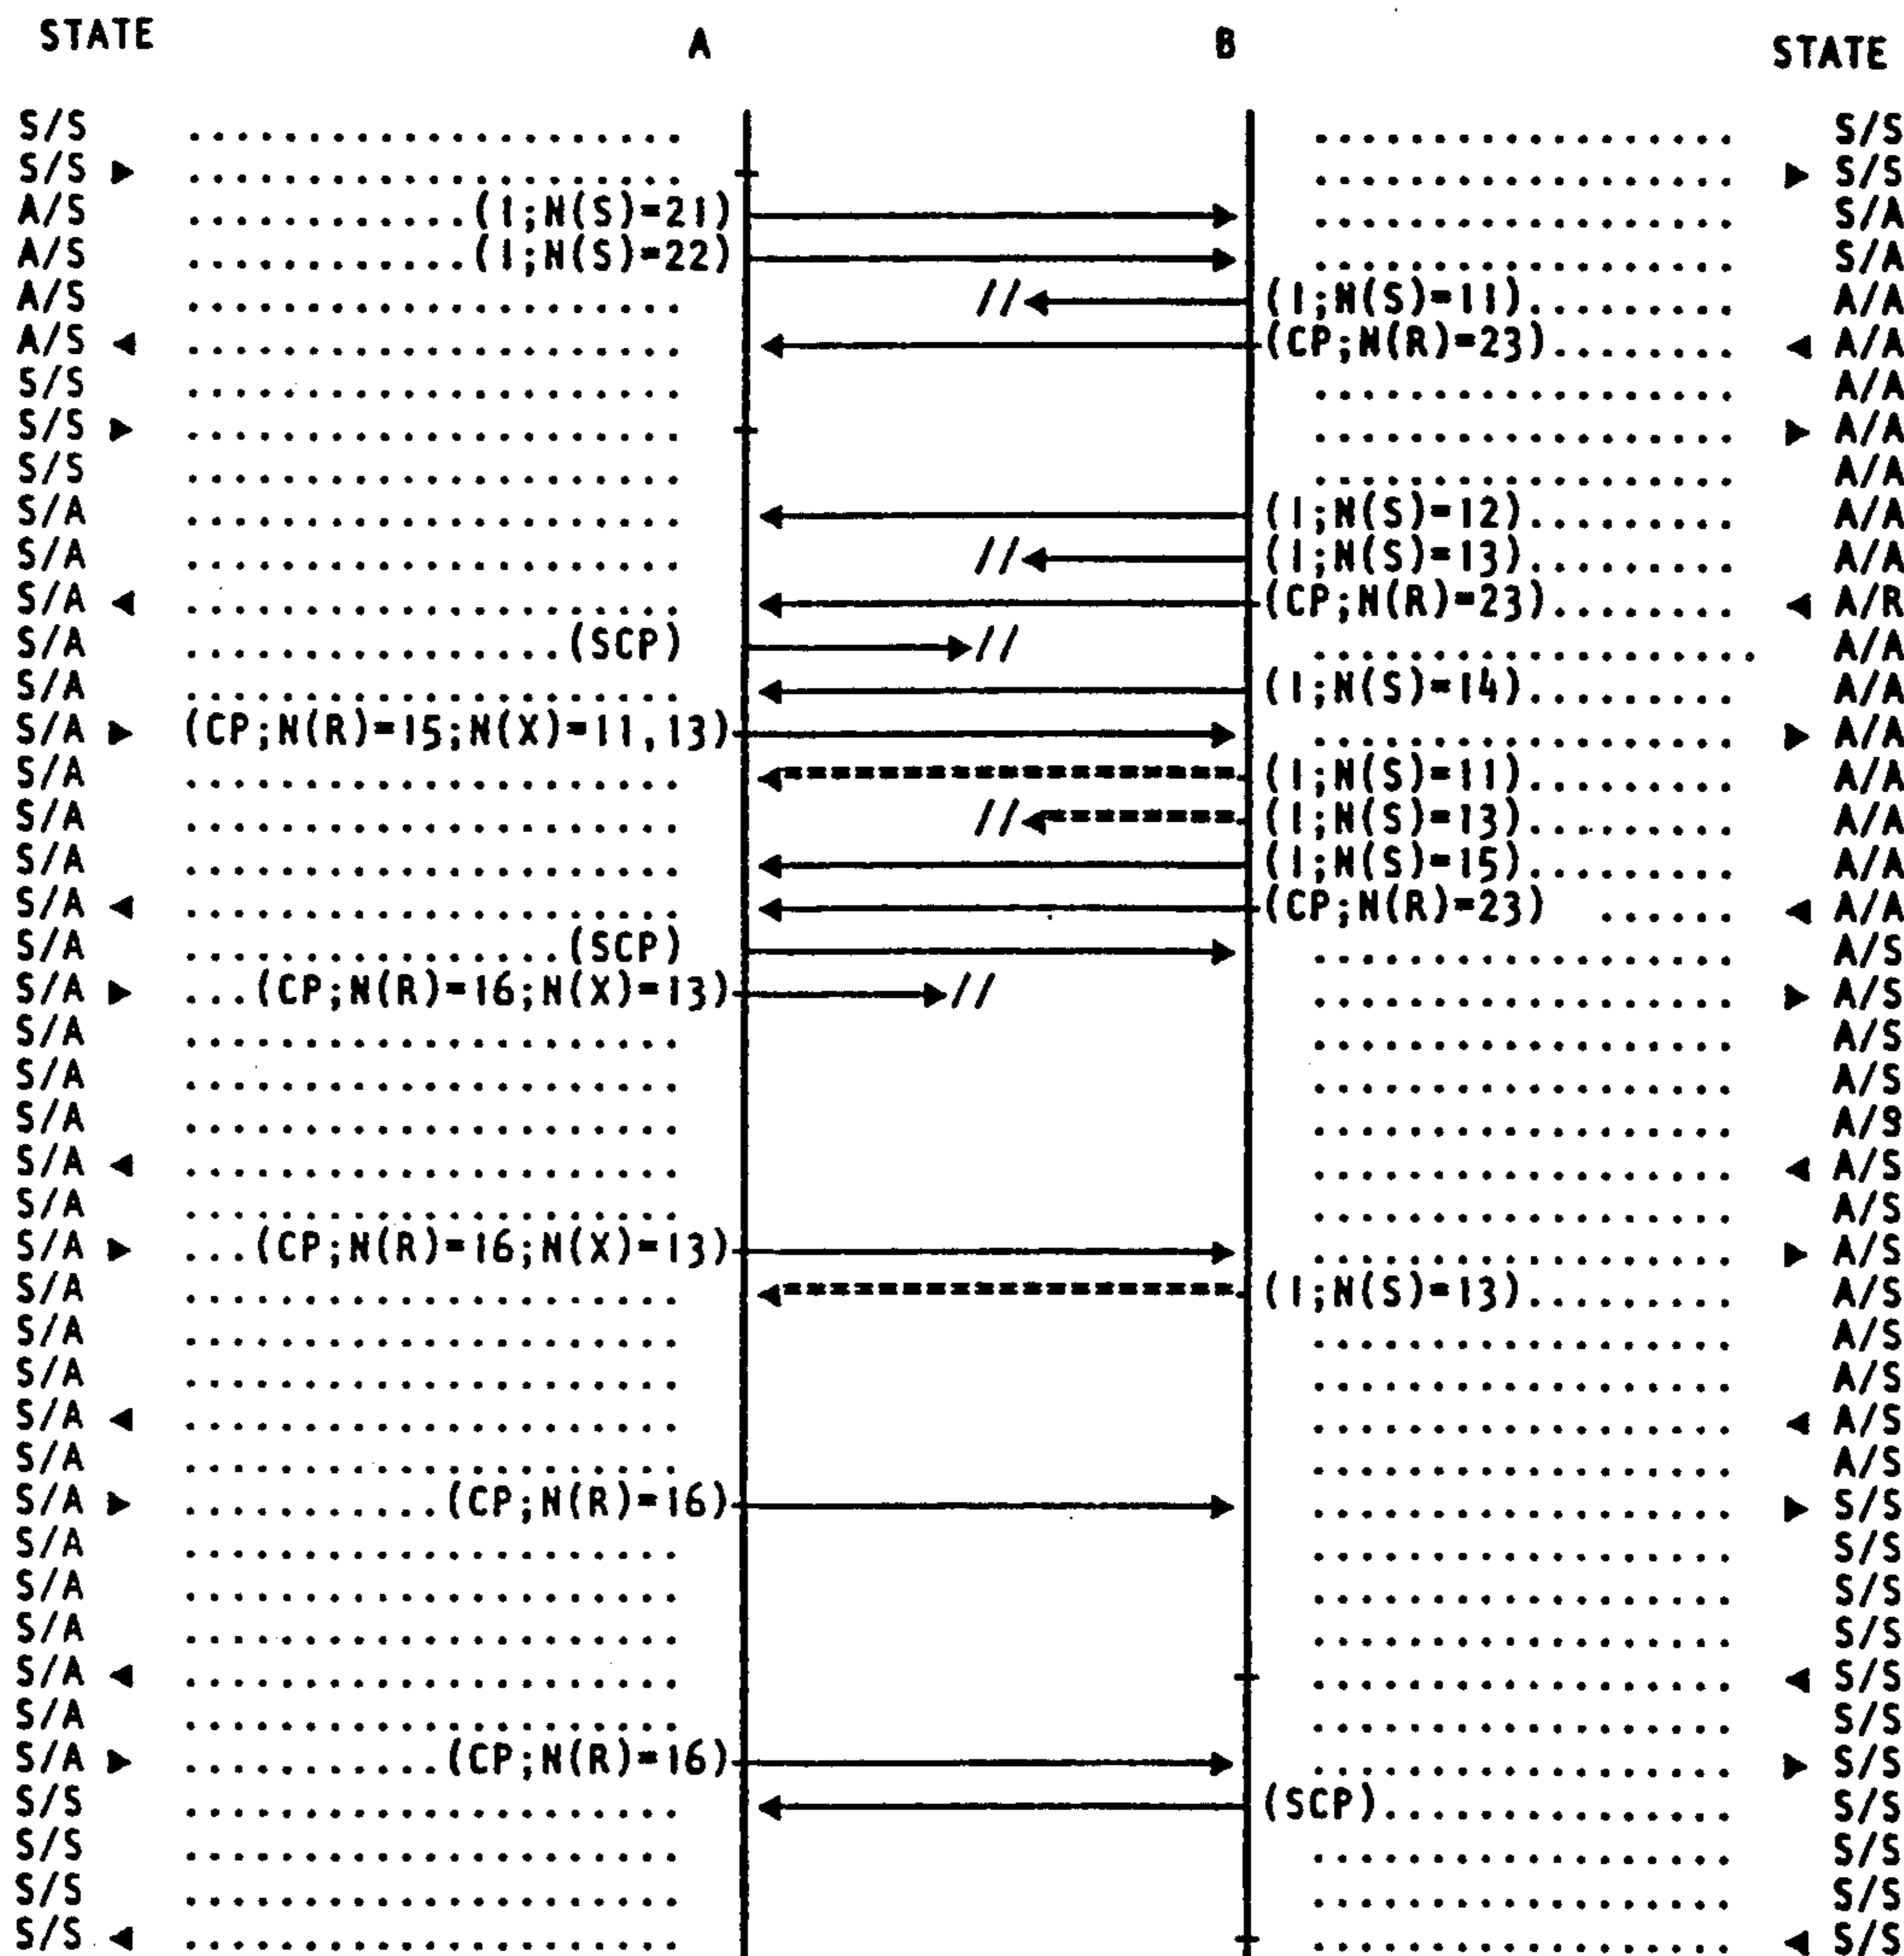 STATE A B STATE
S/S ..................... ................. S/S
S/S ► ..................... ................. ► S/S
A/S ............(I;N(S)=21) ................. S/A
A/S ............(I;N(S)=22) ................. S/A
A/S ..................... // (I;N(S)=11)......... A/A
A/S ◄ ..................... (CP;N(R)=23)........ ◄ A/A
S/S ..................... ................. A/A
S/S ► ..................... ................. ► A/A
S/S ..................... ................. A/A
S/A ..................... (I;N(S)=12)......... A/A
S/A ..................... // (I;N(S)=13)......... A/A
S/A ◄ ..................... (CP;N(R)=23)........ ◄ A/R
S/A ................(SCP) // .................. A/A
S/A ..................... (I;N(S)=14)......... A/A
S/A ► (CP;N(R)=15;N(X)=11,13) ................. ► A/A
S/A ..................... (I;N(S)=11)......... A/A
S/A ..................... // (I;N(S)=13)......... A/A
S/A ..................... (I;N(S)=15)......... A/A
S/A ◄ ..................... (CP;N(R)=23) ...... ◄ A/A
S/A ................(SCP) ................. A/S
S/A ► ...(CP;N(R)=16;N(X)=13) // ................. ► A/S
S/A ..................... ................. A/S
S/A ..................... ................. A/S
S/A ..................... ................. A/S
S/A ◄ ..................... ................. ◄ A/S
S/A ..................... ................. A/S
S/A ► ...(CP;N(R)=16;N(X)=13) ................. ► A/S
S/A ..................... (I;N(S)=13)......... A/S
S/A ..................... ................. A/S
S/A ..................... ................. A/S
S/A ◄ ..................... ................. ◄ A/S
S/A ..................... ................. A/S
S/A ► ...........(CP;N(R)=16) ................. ► S/S
S/A ..................... ................. S/S
S/A ..................... ................. S/S
S/A ..................... ................. S/S
S/A ◄ ..................... ................. ◄ S/S
S/A ..................... ................. S/S
S/A ► ...........(CP;N(R)=16) ................. ► S/S
S/S ..................... (SCP)............... S/S
S/S ..................... ................. S/S
S/S ..................... ................. S/S
S/S ◄ ..................... ................. ◄ S/S